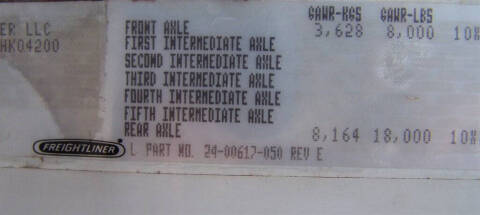 GAWR-KGS GAWR-LBS
ER LLC FRONT AXLE 3,628 8,000 10X
HK04200 FIRST INTERMEDIATE AXLE
SECOND INTERMEDIATE AXLE
THIRD INTERMEDIATE AXLE
FOURTH INTERMEDIATE AXLE
FIFTH INTERMEDIATE AXLE
REAR AXLE 8,164 18,000 10X
FREIGHTLINER L PART NO. 24-00617-050 REV E